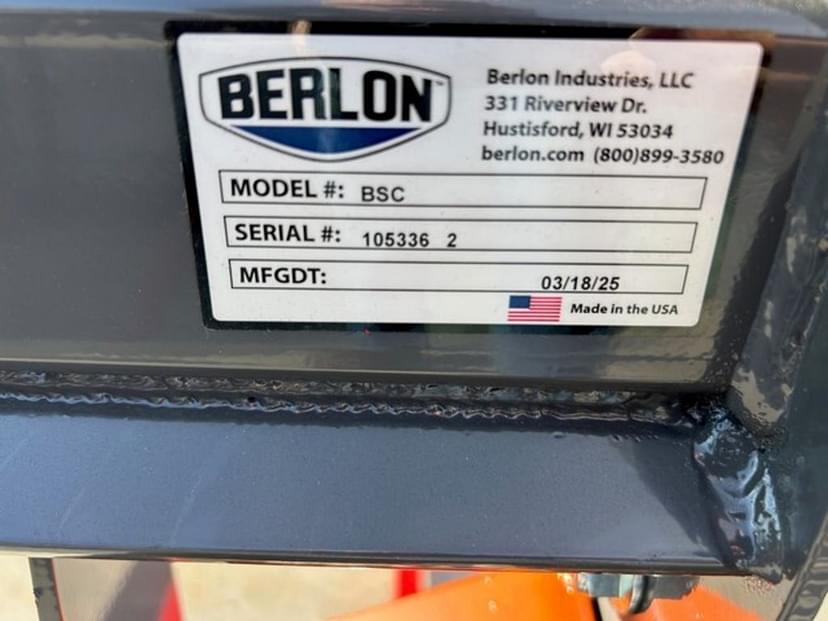 BERLON™
Berlon Industries, LLC
331 Riverview Dr.
Hustisford, WI 53034
berlon.com (800)899-3580
MODEL #: BSC
SERIAL #: 105336 2
MFGDT: 03/18/25
Made in the USA